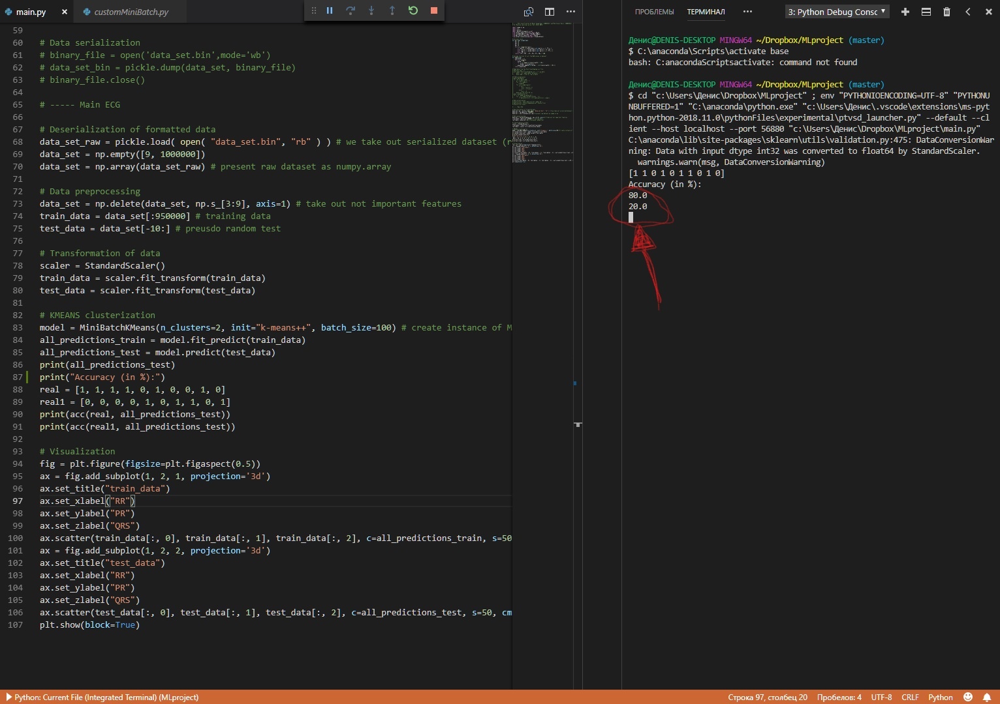 main.py
customMiniBatch.py
59
60 # Data serialization
61 # binary_file = open('data_set.bin',mode='wb')
62 # data_set_bin = pickle.dump(data_set, binary_file)
63 # binary_file.close()
64
65 # ----- Main ECG
66
67 # Deserialization of formatted data
68 data_set_raw = pickle.load( open( "data_set.bin", "rb" ) ) # we take out serialized dataset (r
69 data_set = np.empty([9, 1000000])
70 data_set = np.array(data_set_raw) # present raw dataset as numpy.array
71
72 # Data preprocessing
73 data_set = np.delete(data_set, np.s_[3:9], axis=1) # take out not important features
74 train_data = data_set[:950000] # training data
75 test_data = data_set[-10:] # preusdo random test
76
77 # Transformation of data
78 scaler = StandardScaler()
79 train_data = scaler.fit_transform(train_data)
80 test_data = scaler.fit_transform(test_data)
81
82 # KMEANS clusterization
83 model = MiniBatchKMeans(n_clusters=2, init="k-means++", batch_size=100) # create instance of M
84 all_predictions_train = model.fit_predict(train_data)
85 all_predictions_test = model.predict(test_data)
86 print(all_predictions_test)
87 print("Accuracy (in %):")
88 real = [1, 1, 1, 1, 0, 1, 0, 0, 1, 0]
89 real1 = [0, 0, 0, 0, 1, 0, 1, 1, 0, 1]
90 print(acc(real, all_predictions_test))
91 print(acc(real1, all_predictions_test))
92
93 # Visualization
94 fig = plt.figure(figsize=plt.figaspect(0.5))
95 ax = fig.add_subplot(1, 2, 1, projection='3d')
96 ax.set_title("train_data")
97 ax.set_xlabel("RR")
98 ax.set_ylabel("PR")
99 ax.set_zlabel("QRS")
100 ax.scatter(train_data[:, 0], train_data[:, 1], train_data[:, 2], c=all_predictions_train, s=50
101 ax = fig.add_subplot(1, 2, 2, projection='3d')
102 ax.set_title("test_data")
103 ax.set_xlabel("RR")
104 ax.set_ylabel("PR")
105 ax.set_zlabel("QRS")
106 ax.scatter(test_data[:, 0], test_data[:, 1], test_data[:, 2], c=all_predictions_test, s=50, cm
107 plt.show(block=True)
ПРОБЛЕМЫ ТЕРМИНАЛ ••• 3: Python Debug Consc
Денис@DENIS-DESKTOP MINGW64 ~/Dropbox/MLproject (master)
$ C:\anaconda\Scripts\activate base
bash: C:anacondaScriptsactivate: command not found
Денис@DENIS-DESKTOP MINGW64 ~/Dropbox/MLproject (master)
$ cd "c:\Users\Денис\Dropbox\MLproject" ; env "PYTHONIOENCODING=UTF-8" "PYTHONU
NBUFFERED=1" "C:\anaconda\python.exe" "c:\Users\Денис\.vscode\extensions\ms-pyt
hon.python-2018.11.0\pythonFiles\experimental\ptvsd_launcher.py" --default --cl
ient --host localhost --port 56880 "c:\Users\Денис\Dropbox\MLproject\main.py"
C:\anaconda\lib\site-packages\sklearn\utils\validation.py:475: DataConversionWar
ning: Data with input dtype int32 was converted to float64 by StandardScaler.
warnings.warn(msg, DataConversionWarning)
[1 1 0 1 0 1 1 0 1 0]
Accuracy (in %):
80.0
20.0
Python: Current File (Integrated Terminal) (MLproject)
Строка 97, столбец 20 Пробелов: 4 UTF-8 CRLF Python